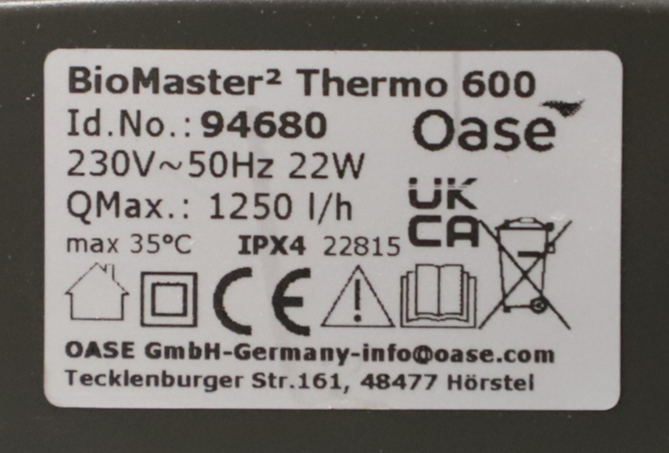 BioMaster² Thermo 600
Id.No.: 94680
Oase
230V~50Hz 22W
QMax.: 1250 l/h
UK
CA
max 35°C IPX4 22815
CE
OASE GmbH-Germany-info@oase.com
Tecklenburger Str.161, 48477 Hörstel